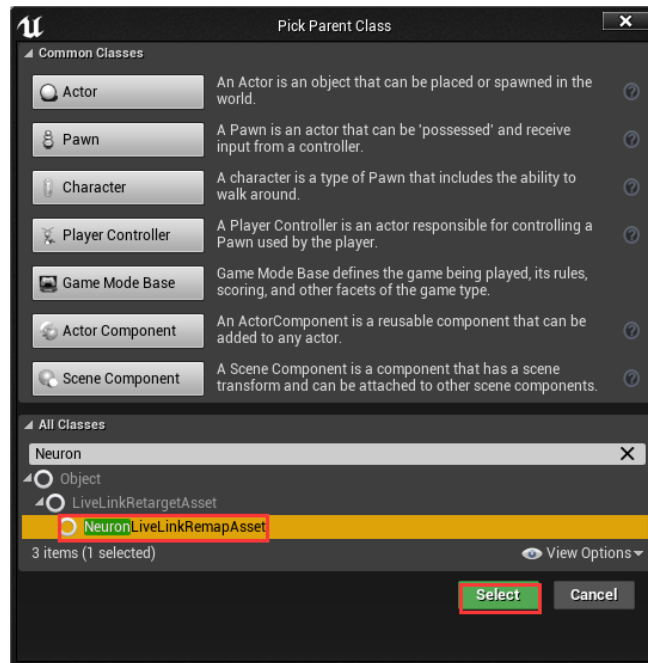 Pick Parent Class
Common Classes
Actor
An Actor is an object that can be placed or spawned in the
world.
Pawn
A Pawn is an actor that can be 'possessed' and receive
input from a controller.
Character
A character is a type of Pawn that includes the ability to
walk around.
Player Controller
A Player Controller is an actor responsible for controlling a
Pawn used by the player.
Game Mode Base
Game Mode Base defines the game being played, its rules,
scoring, and other facets of the game type.
Actor Component
An ActorComponent is a reusable component that can be
added to any actor.
Scene Component
A Scene Component is a component that has a scene
transform and can be attached to other scene components.
All Classes
Neuron
Object
LiveLinkRetargetAsset
NeuronLiveLinkRemapAsset
3 items (1 selected)
View Options
Select
Cancel